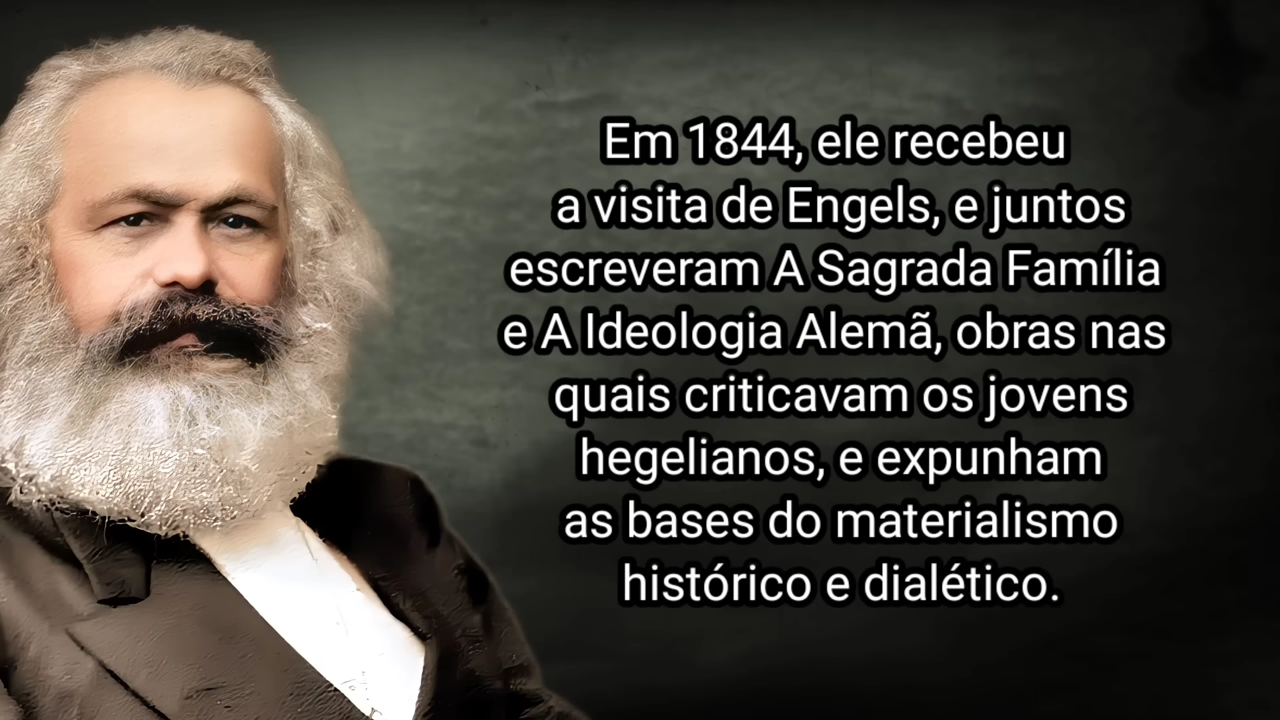 Em 1844, ele recebeu
a visita de Engels, e juntos
escreveram A Sagrada Família
e A Ideologia Alemã, obras nas
quais criticavam os jovens
hegelianos, e expunham
as bases do materialismo
histórico e dialético.